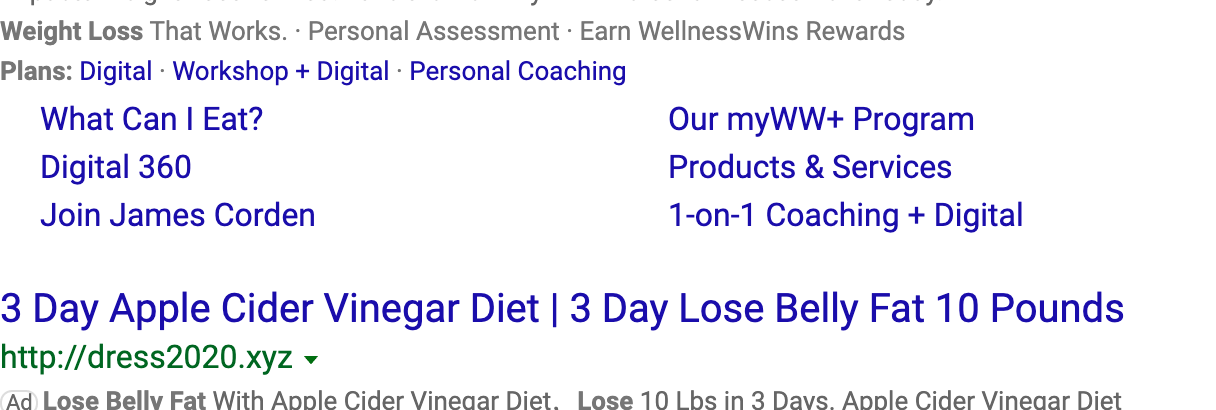 Weight Loss That Works. · Personal Assessment · Earn WellnessWins Rewards
Plans: Digital · Workshop + Digital · Personal Coaching
What Can I Eat? Our myWW+ Program
Digital 360 Products & Services
Join James Corden 1-on-1 Coaching + Digital
3 Day Apple Cider Vinegar Diet | 3 Day Lose Belly Fat 10 Pounds
http://dress2020.xyz
Ad Lose Belly Fat With Apple Cider Vinegar Diet. Lose 10 Lbs in 3 Days. Apple Cider Vinegar Diet